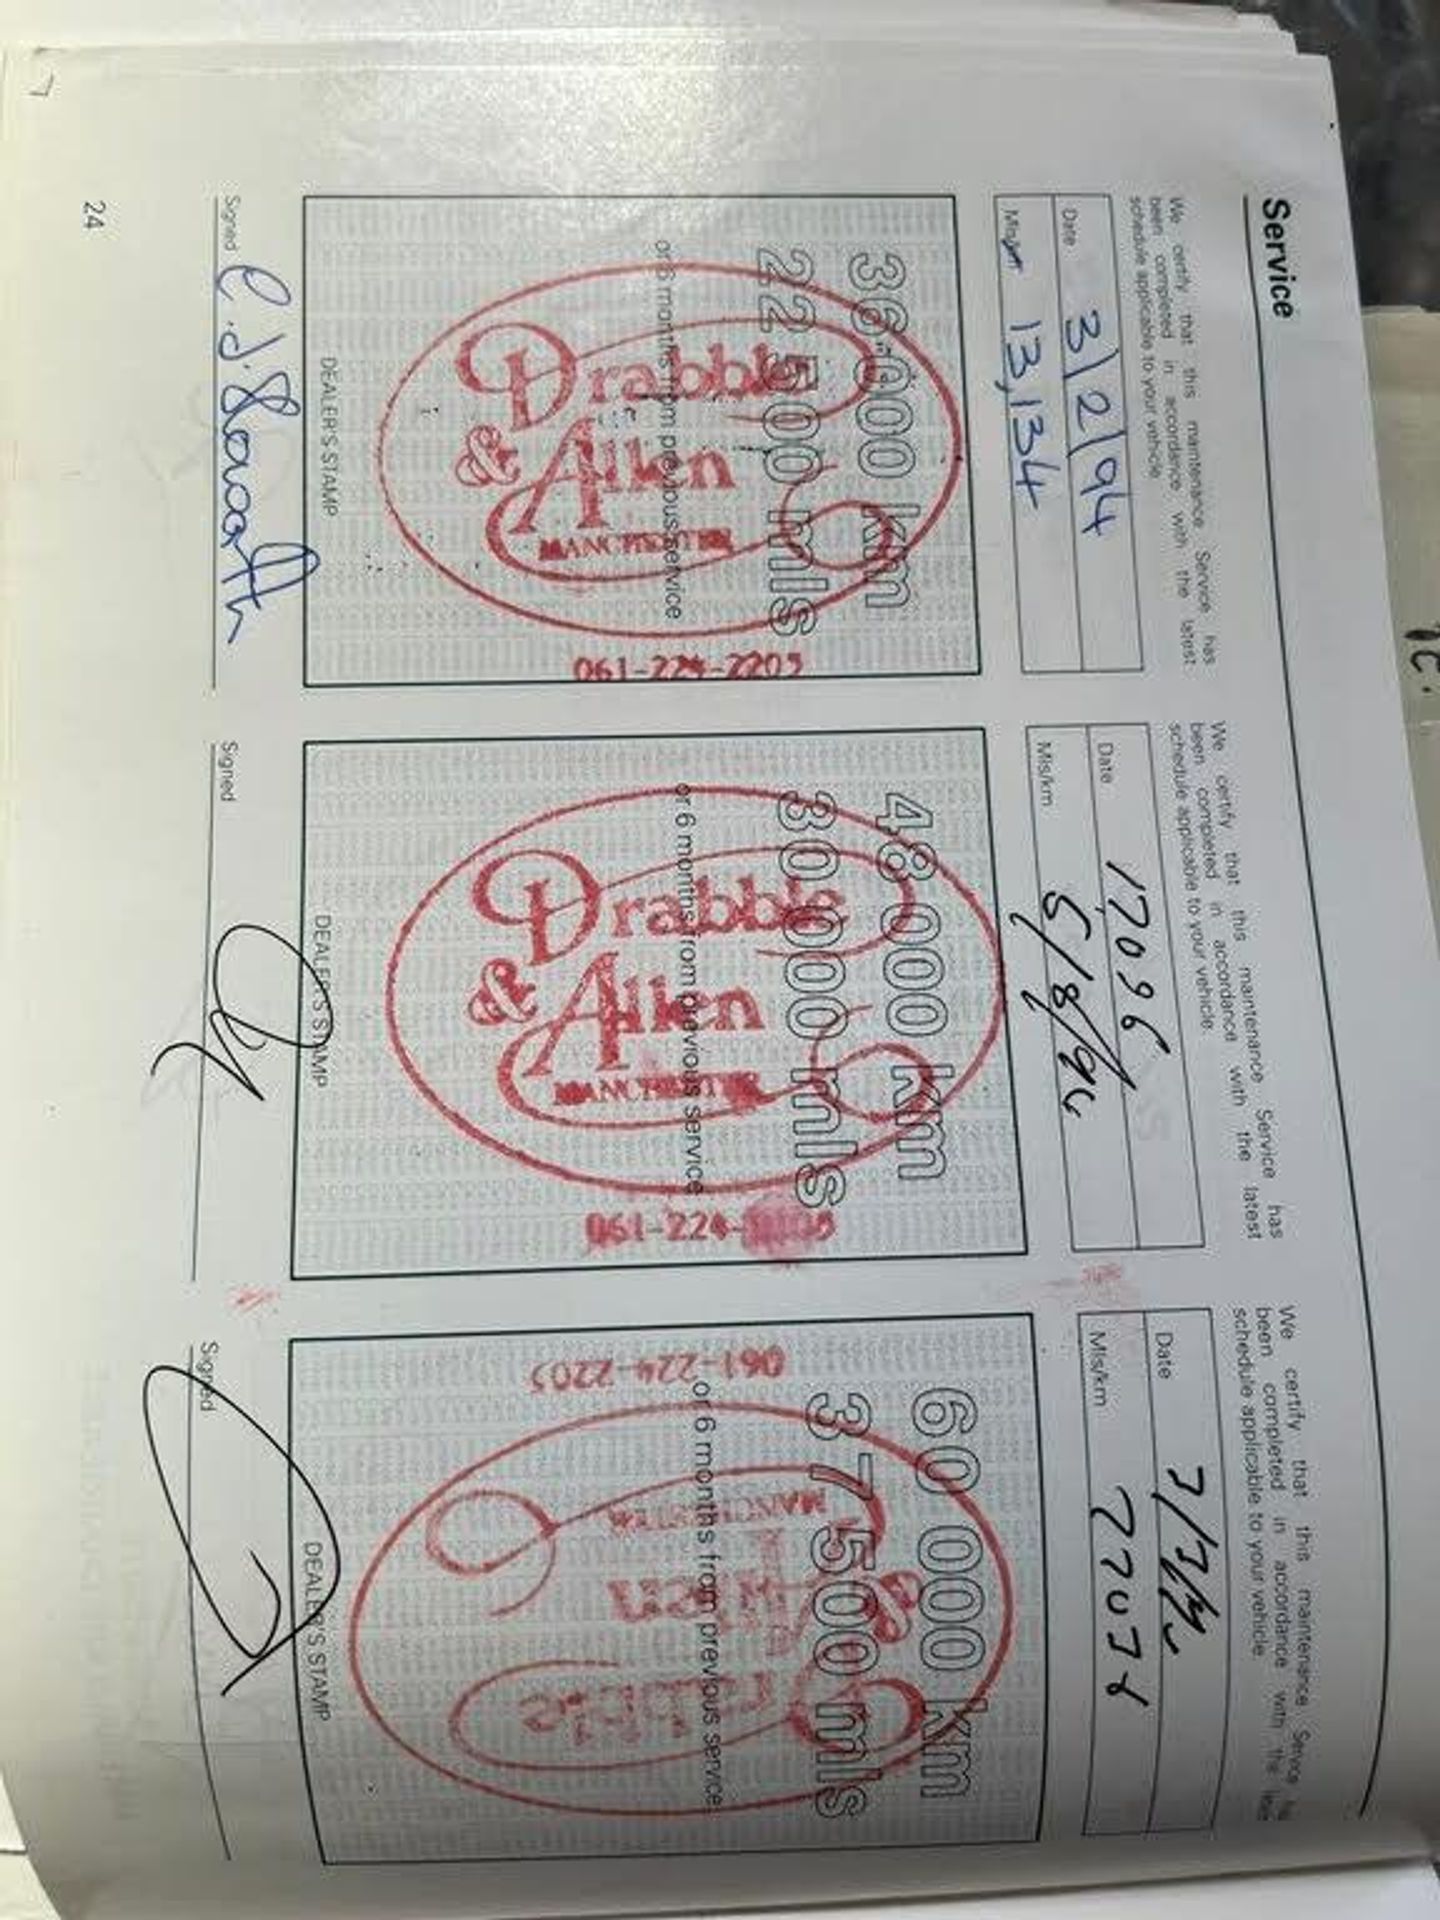 Service
We certify that this maintenance Service has
been completed in accordance with the latest
schedule applicable to your vehicle
Date 3/2/94
Mls/km 13,134
36 000 km
22 500 mls
or 6 months from previous service
Drabble
& Allen
MANCHESTER
061-224-2205
DEALER'S STAMP
Signed
We certify that this maintenance Service has
been completed in accordance with the latest
schedule applicable to your vehicle.
Date 17096
Mls/km 5/8/94
48 000 km
30 000 mls
or 6 months from previous service
Drabble
& Allen
MANCHESTER
061-224-2205
DEALER'S STAMP
Signed
We certify that this maintenance Service has
been completed in accordance with the latest
schedule applicable to your vehicle.
Date
Mls/km
60 000 km
37 500 mls
or 6 months from previous service
061-224-2205
MANCHESTER
& Allen
Drabble
DEALER'S STAMP
Signed
24